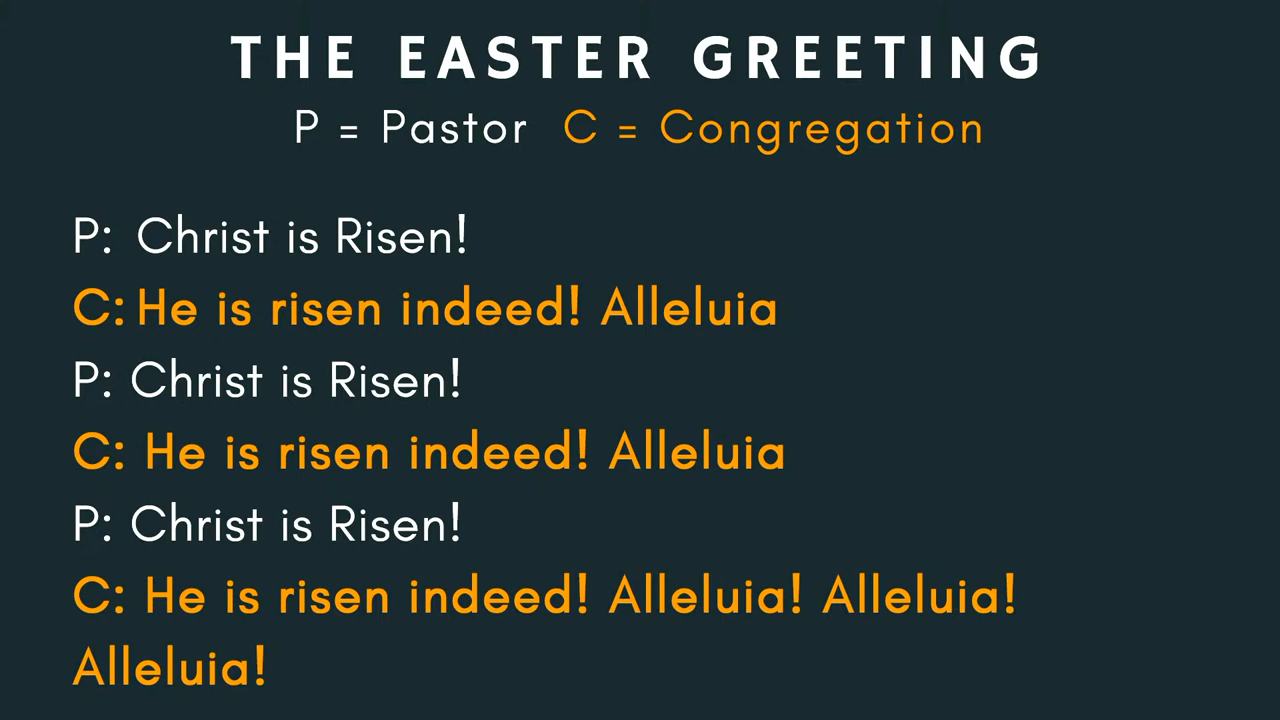 THE EASTER GREETING
P = Pastor C = Congregation
P: Christ is Risen!
C: He is risen indeed! Alleluia
P: Christ is Risen!
C: He is risen indeed! Alleluia
P: Christ is Risen!
C: He is risen indeed! Alleluia! Alleluia!
Alleluia!